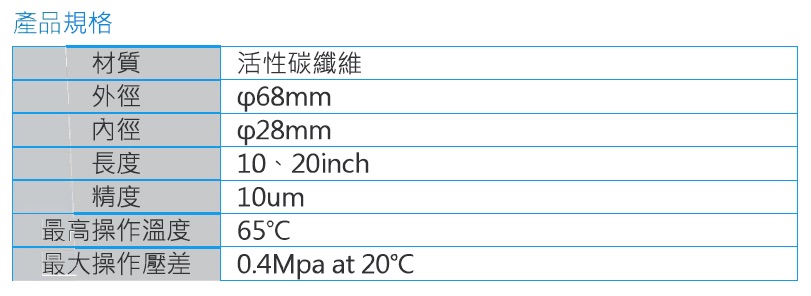 產品規格
材質 活性碳纖維
外徑 φ68mm
內徑 φ28mm
長度 10、20inch
精度 10um
最高操作溫度 65℃
最大操作壓差 0.4Mpa at 20℃